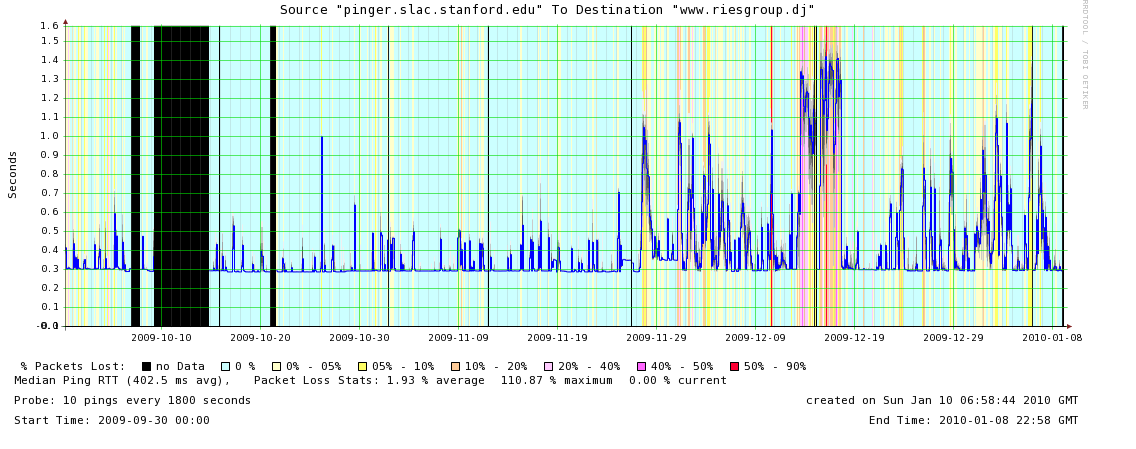 Source "pinger.slac.stanford.edu" To Destination "www.riesgroup.dj"
RRDTOOL / TOBI OETIKER
Seconds
1.6
1.5
1.4
1.3
1.2
1.1
1.0
0.9
0.8
0.7
0.6
0.5
0.4
0.3
0.2
0.1
2009-10-10 2009-10-20 2009-10-30 2009-11-09 2009-11-19 2009-11-29 2009-12-09 2009-12-19 2009-12-29 2010-01-08
% Packets Lost: no Data 0 % 0% - 05% 05% - 10% 10% - 20% 20% - 40% 40% - 50% 50% - 90%
Median Ping RTT (402.5 ms avg), Packet Loss Stats: 1.93 % average 110.87 % maximum 0.00 % current
Probe: 10 pings every 1800 seconds created on Sun Jan 10 06:58:44 2010 GMT
Start Time: 2009-09-30 00:00 End Time: 2010-01-08 22:58 GMT